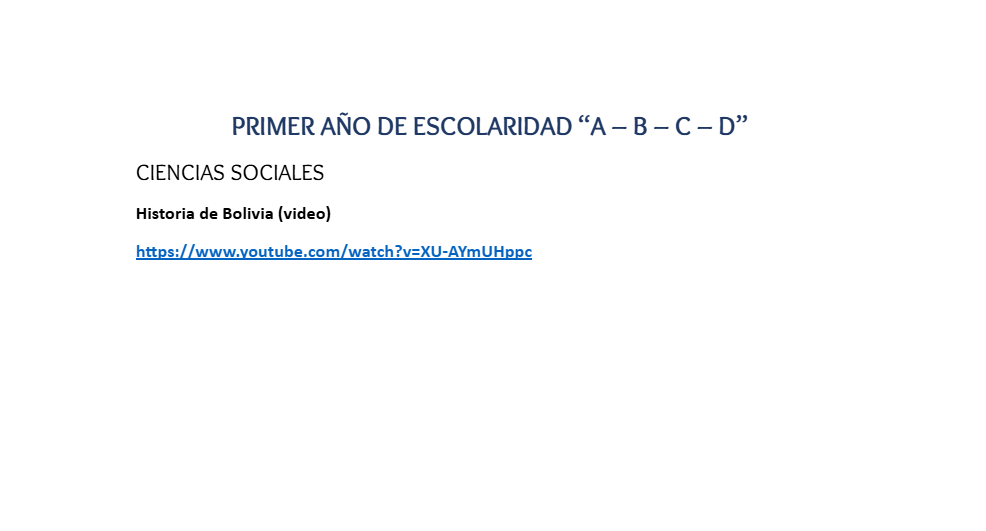 PRIMER AÑO DE ESCOLARIDAD “A – B – C – D”
CIENCIAS SOCIALES
Historia de Bolivia (video)
https://www.youtube.com/watch?v=XU-AYmUHppc